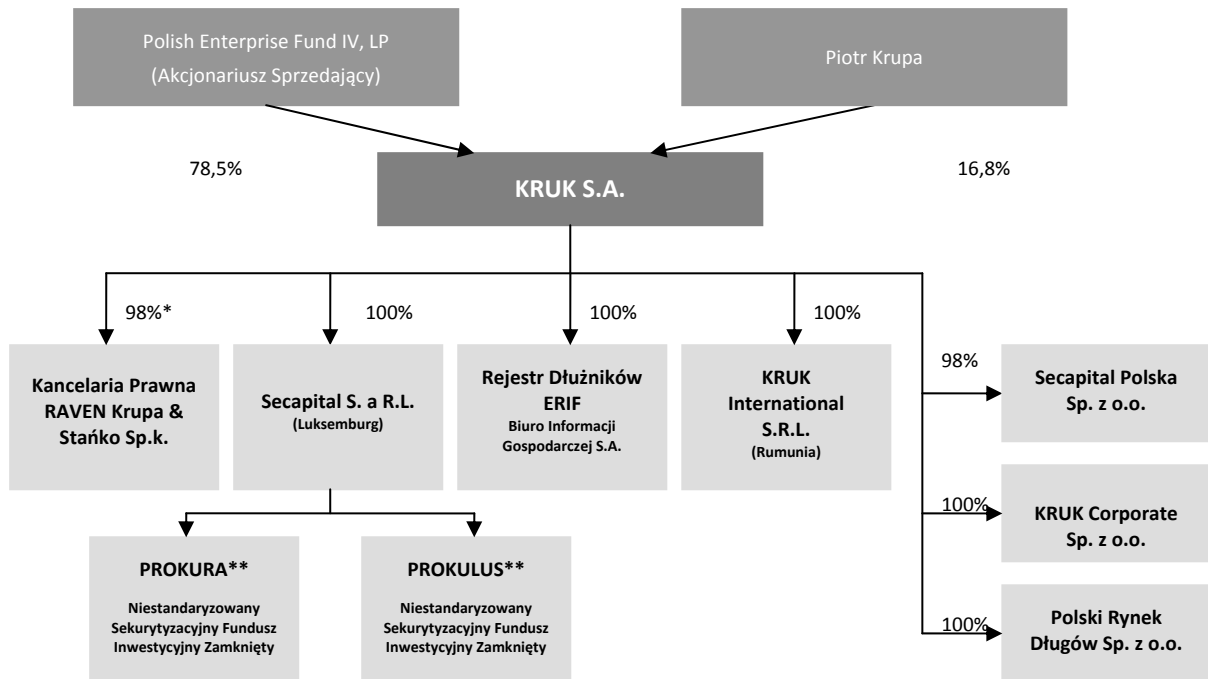 Polish Enterprise Fund IV, LP
(Akcjonariusz Sprzedający)
Piotr Krupa
78,5%
16,8%
KRUK S.A.
98%*
100%
100%
100%
Kancelaria Prawna
RAVEN Krupa &
Stańko Sp.k.
Secapital S. a R.L.
(Luksemburg)
Rejestr Dłużników
ERIF
Biuro Informacji
Gospodarczej S.A.
KRUK
International
S.R.L.
(Rumunia)
98%
Secapital Polska
Sp. z o.o.
100%
KRUK Corporate
Sp. z o.o.
100%
Polski Rynek
Długów Sp. z o.o.
PROKURA**
Niestandaryzowany
Sekurytyzacyjny Fundusz
Inwestycyjny Zamknięty
PROKULUS**
Niestandaryzowany
Sekurytyzacyjny Fundusz
Inwestycyjny Zamknięty